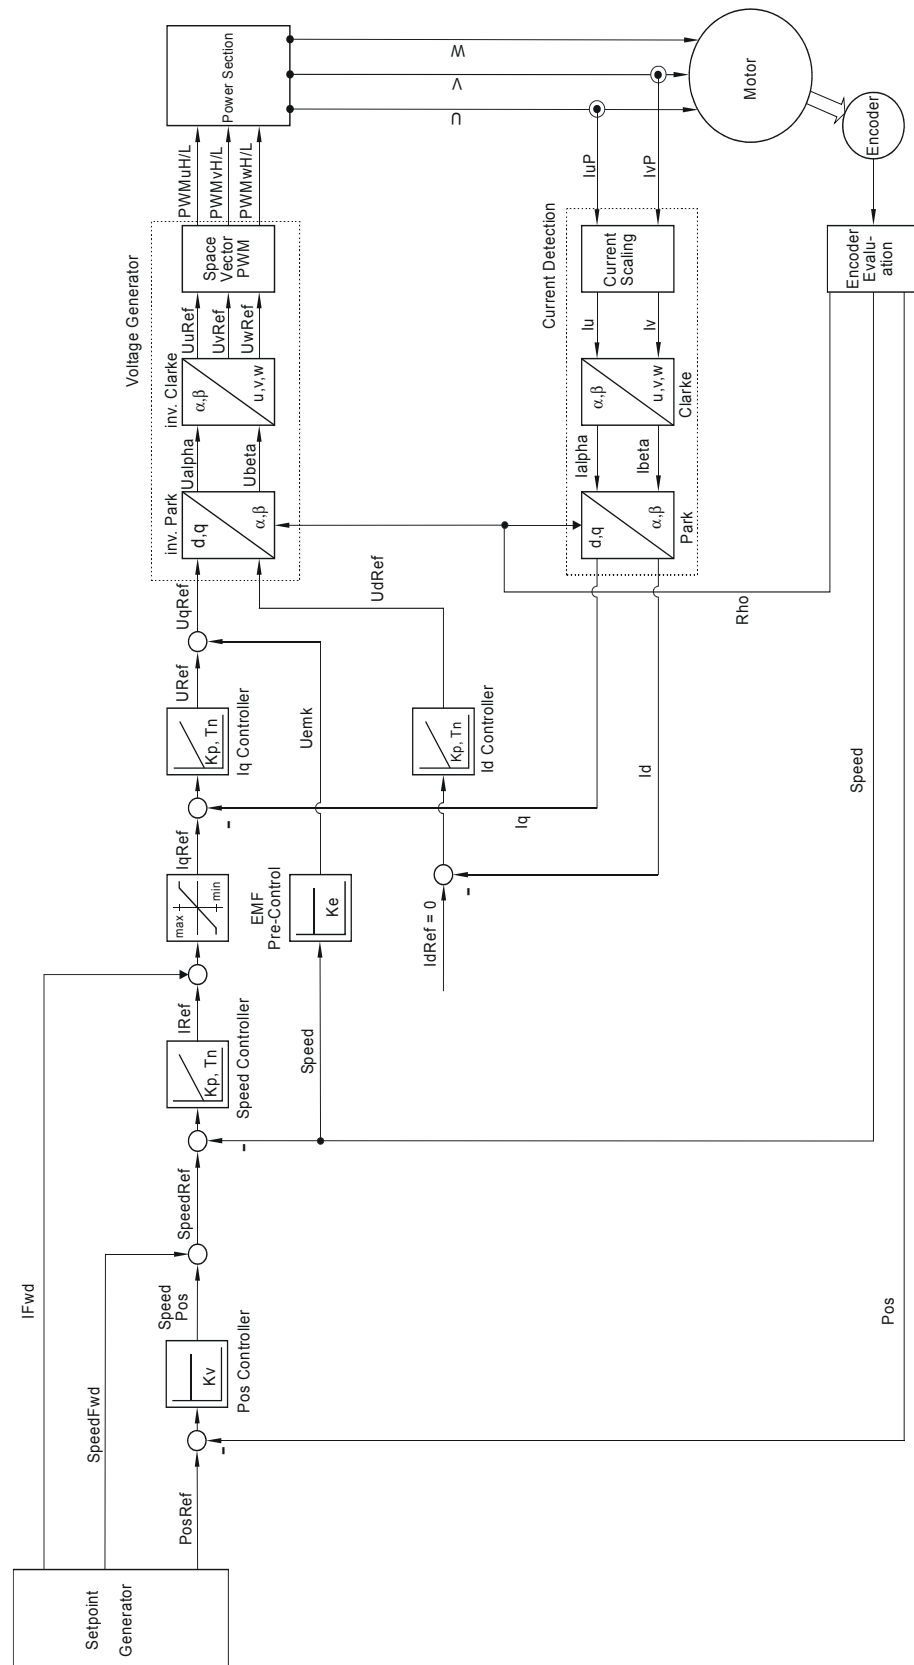 Setpoint
Generator
IFwd
SpeedFwd
PosRef
-
Kv
Pos Controller
Speed
Pos
SpeedRef
-
Kp, Tn
Speed Controller
IRef
Speed
max
min
IqRef
EMF
Pre-Control
Ke
IdRef = 0
-
-
Kp, Tn
Iq Controller
URef
Uemk
UqRef
Kp, Tn
Id Controller
UdRef
Iq
Id
Voltage Generator
inv. Park
d,q
α,β
Ualpha
Ubeta
inv. Clarke
α,β
u,v,w
UuRef
UvRef
UwRef
Space
Vector
PWM
PWMuH/L
PWMvH/L
PWMwH/L
Power Section
W
V
U
Current Detection
d,q
α,β
Park
Ialpha
Ibeta
α,β
u,v,w
Clarke
Iu
Iv
Current
Scaling
IuP
IvP
Motor
Encoder
Encoder
Evalu-
ation
Rho
Speed
Pos